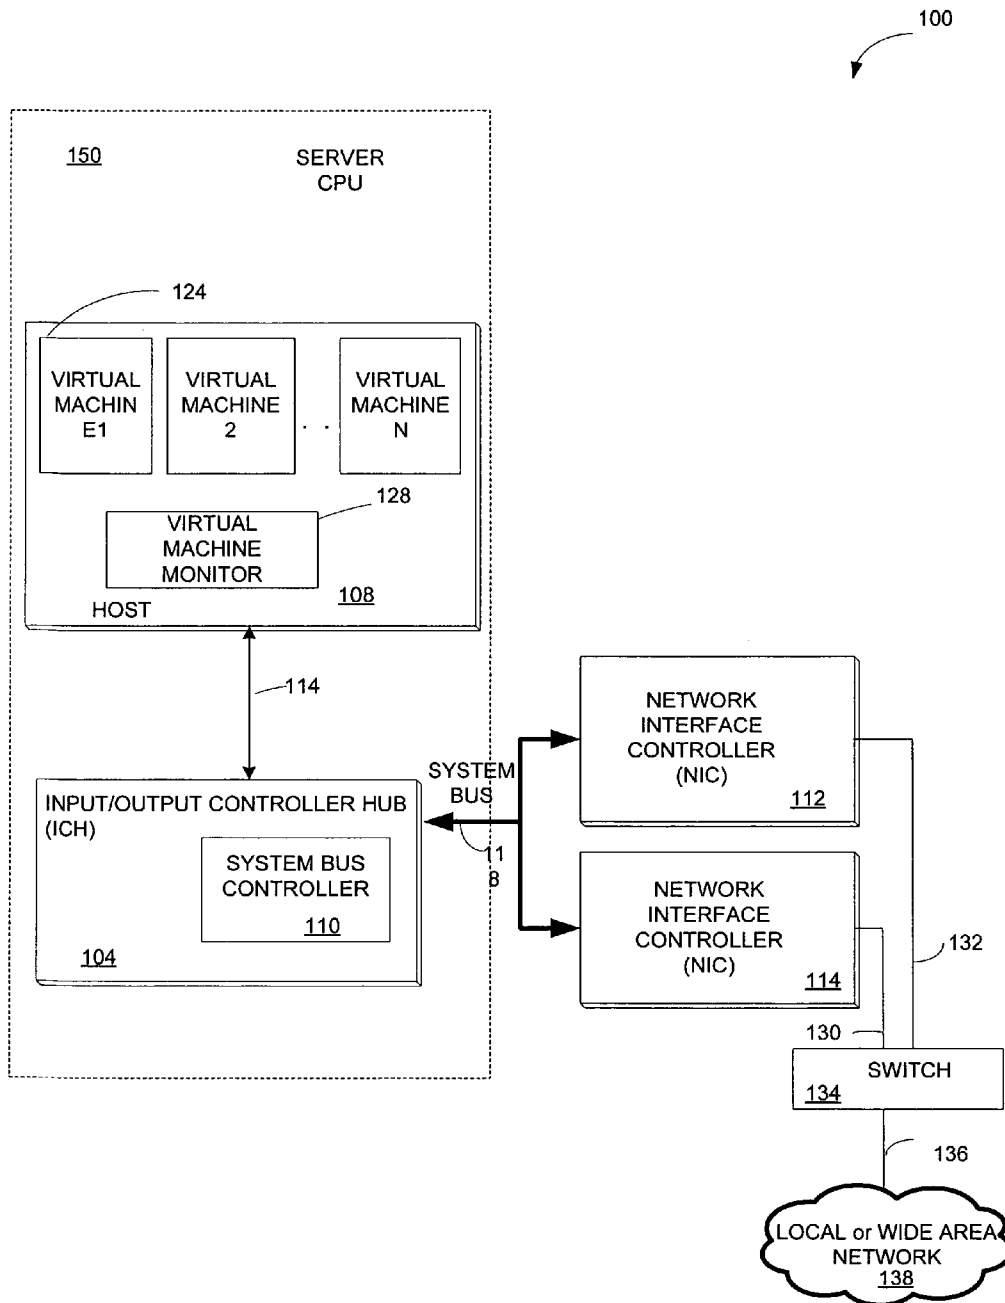 100
150
SERVER
CPU
124
VIRTUAL
MACHIN
E1
VIRTUAL
MACHINE
2
. .
VIRTUAL
MACHINE
N
128
VIRTUAL
MACHINE
MONITOR
108
HOST
114
INPUT/OUTPUT CONTROLLER HUB
(ICH)
SYSTEM BUS
CONTROLLER
110
104
SYSTEM
BUS
11
8
NETWORK
INTERFACE
CONTROLLER
(NIC)
112
NETWORK
INTERFACE
CONTROLLER
(NIC)
114
132
130
SWITCH
134
136
LOCAL or WIDE AREA
NETWORK
138